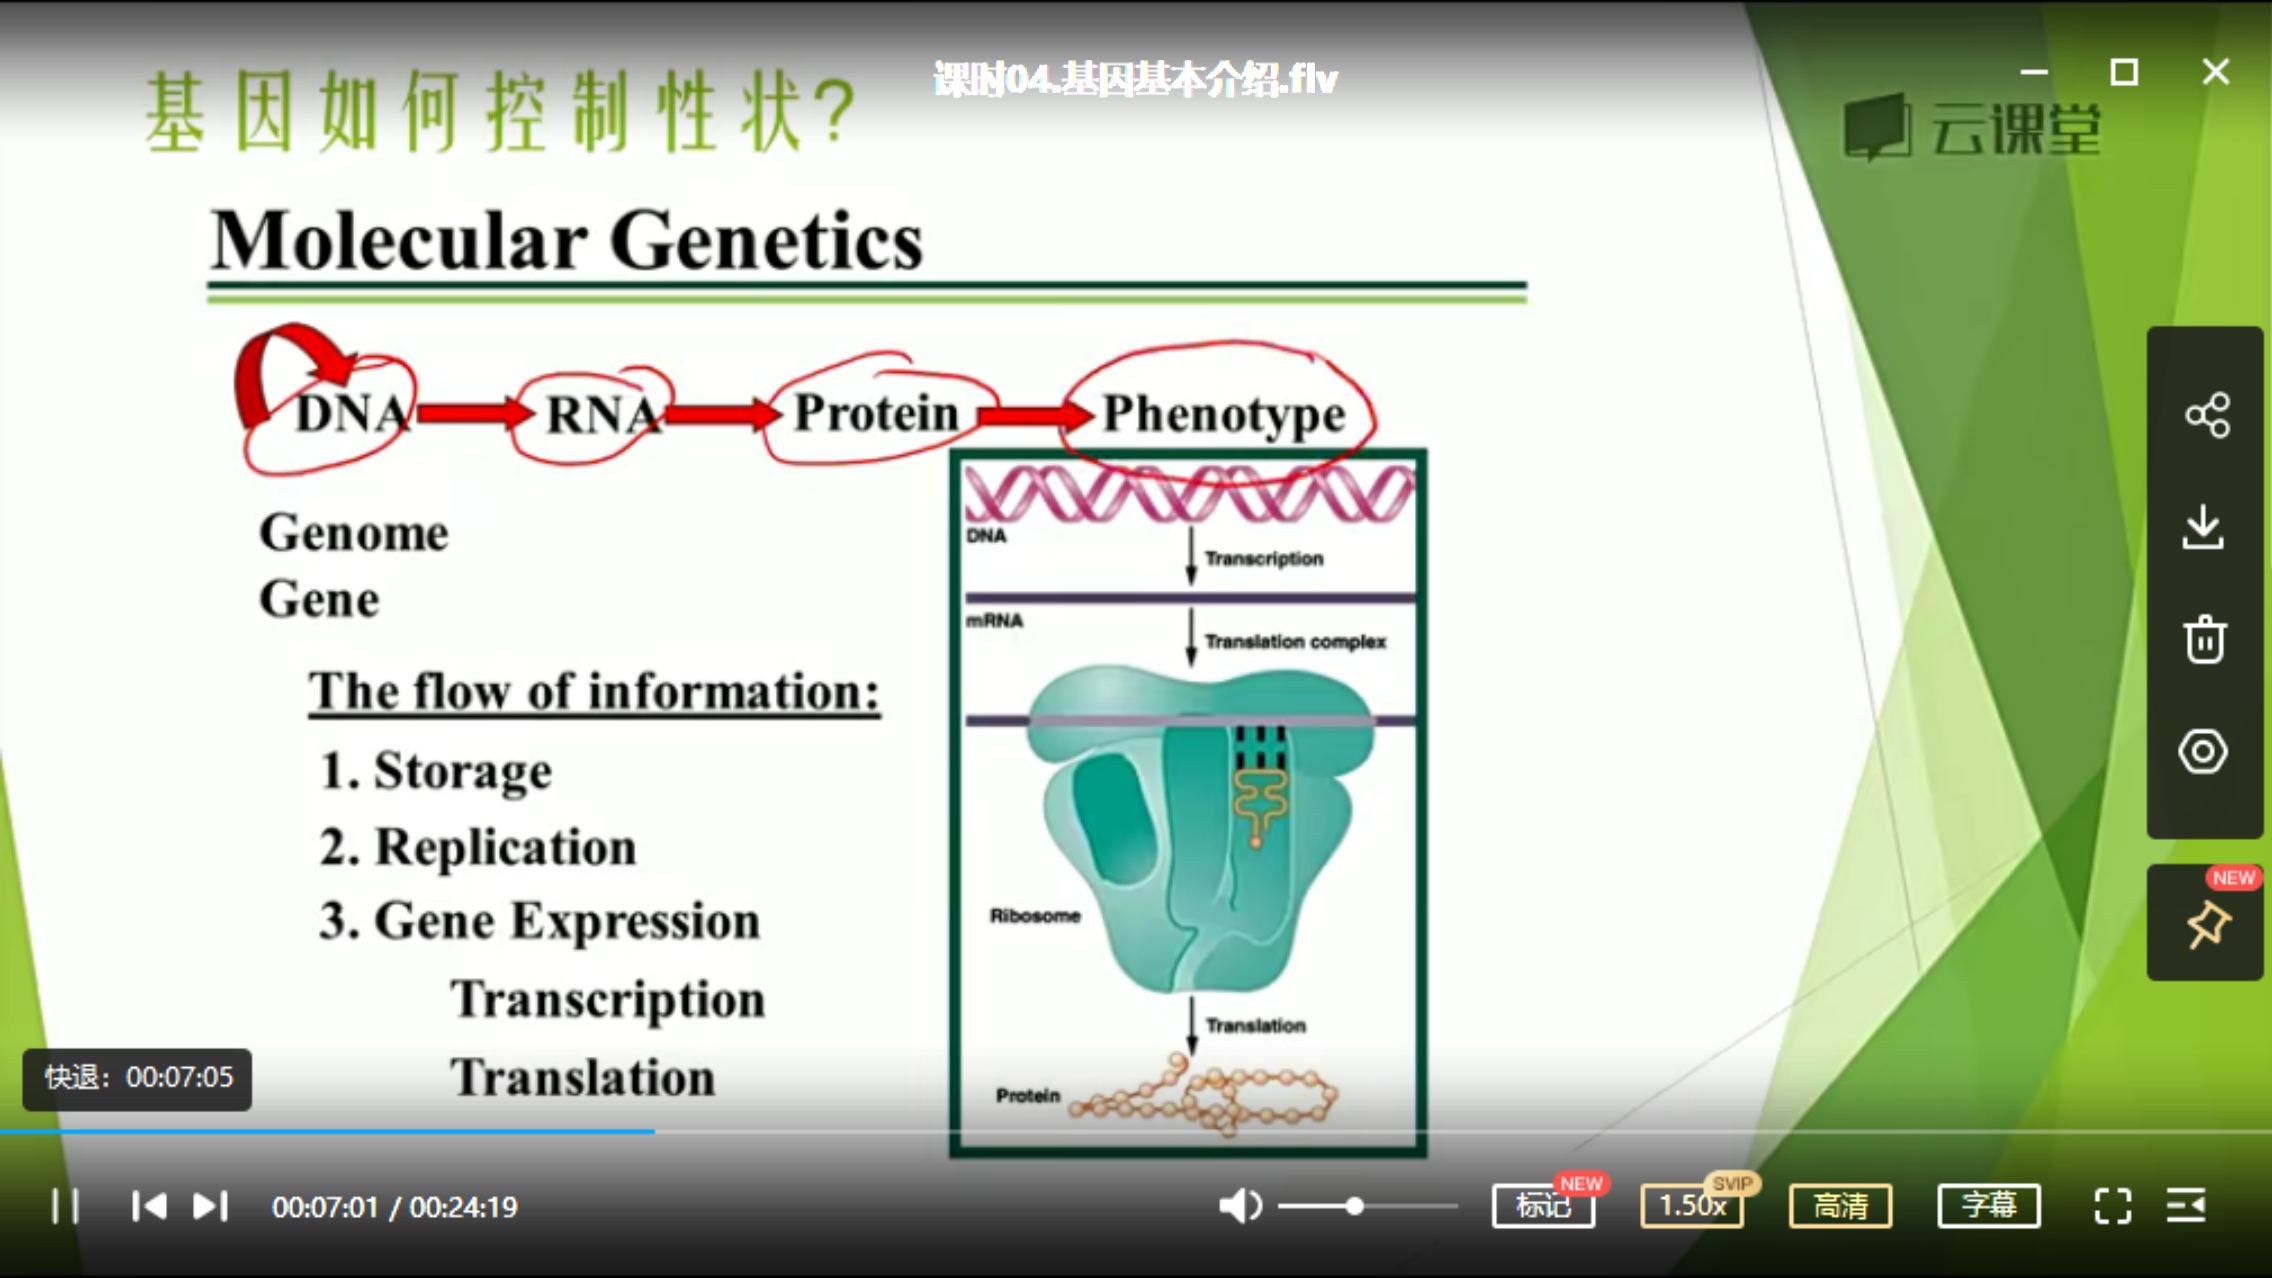 课时04.基因基本介绍.flv
基因如何控制性状?
云课堂
Molecular Genetics
DNA RNA Protein Phenotype
Genome
Gene
The flow of information:
1. Storage
2. Replication
3. Gene Expression
Transcription
Translation
DNA
Transcription
mRNA
Translation complex
Ribosome
Translation
Protein
NEW
快退：00:07:05
00:07:01 / 00:24:19
标记
NEW
1.50x
SVIP
高清
字幕